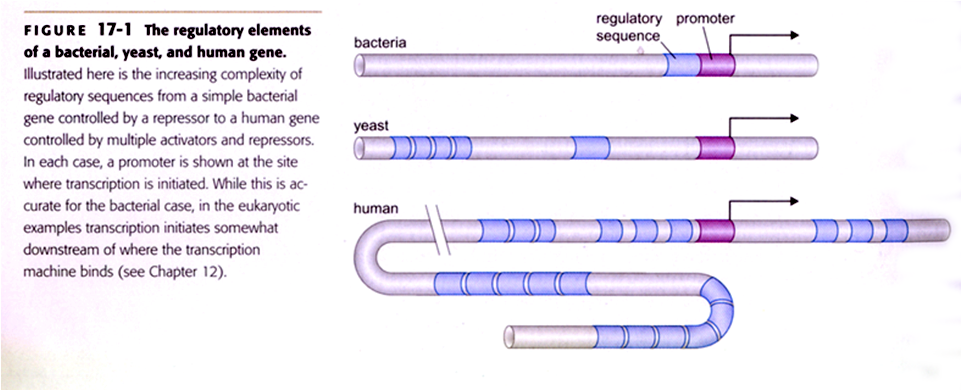 FIGURE 17-1 The regulatory elements
of a bacterial, yeast, and human gene.
Illustrated here is the increasing complexity of
regulatory sequences from a simple bacterial
gene controlled by a repressor to a human gene
controlled by multiple activators and repressors.
In each case, a promoter is shown at the site
where transcription is initiated. While this is ac-
curate for the bacterial case, in the eukaryotic
examples transcription initiates somewhat
downstream of where the transcription
machine binds (see Chapter 12).
regulatory promoter
sequence
bacteria
yeast
human